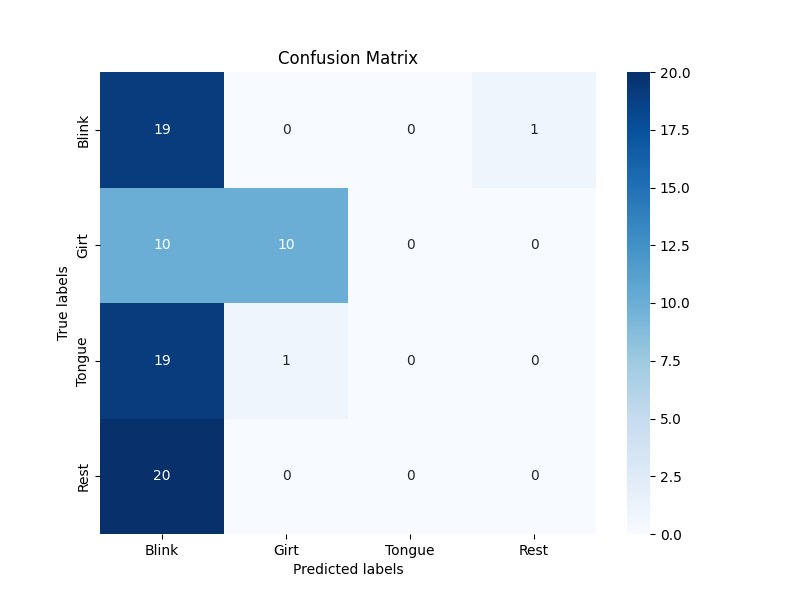 Confusion Matrix
True labels
Blink
19 0 0 1
Girt
10 10 0 0
Tongue
19 1 0 0
Rest
20 0 0 0
Blink Girt Tongue Rest
Predicted labels
20.0
17.5
15.0
12.5
10.0
7.5
5.0
2.5
0.0